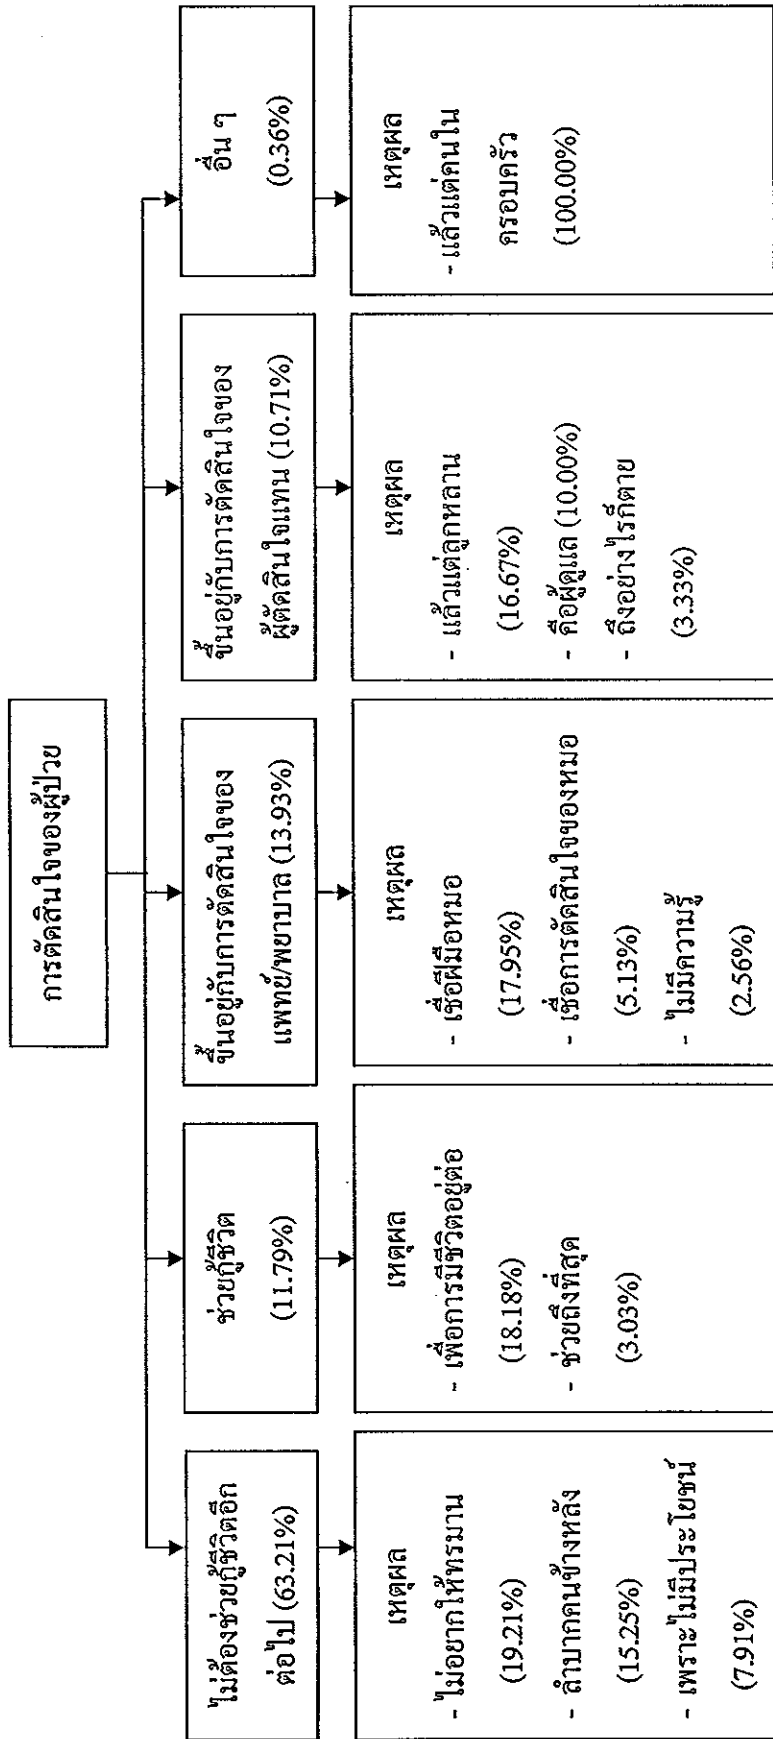 การตัดสินใจของผู้ป่วย
ไม่ต้องช่วยกู้ชีวิตอีก
ต่อไป (63.21%)
เหตุผล
- ไม่อยากให้ทรมาน
(19.21%)
- ลำบากคนข้างหลัง
(15.25%)
- เพราะไม่มีประโยชน์
(7.91%)
ช่วยกู้ชีวิต
(11.79%)
เหตุผล
- เพื่อการมีชีวิตอยู่ต่อ
(18.18%)
- ช่วยถึงที่สุด
(3.03%)
ขึ้นอยู่กับการตัดสินใจของ
แพทย์/พยาบาล (13.93%)
เหตุผล
- เชื่อฝีมือหมอ
(17.95%)
- เชื่อการตัดสินใจของหมอ
(5.13%)
- ไม่มีความรู้
(2.56%)
ขึ้นอยู่กับการตัดสินใจของ
ผู้ตัดสินใจแทน (10.71%)
เหตุผล
- แล้วแต่ลูกหลาน
(16.67%)
- คือผู้ดูแล (10.00%)
- ถึงอย่างไรก็ตาย
(3.33%)
อื่น ๆ
(0.36%)
เหตุผล
- แล้วแต่คนใน
ครอบครัว
(100.00%)